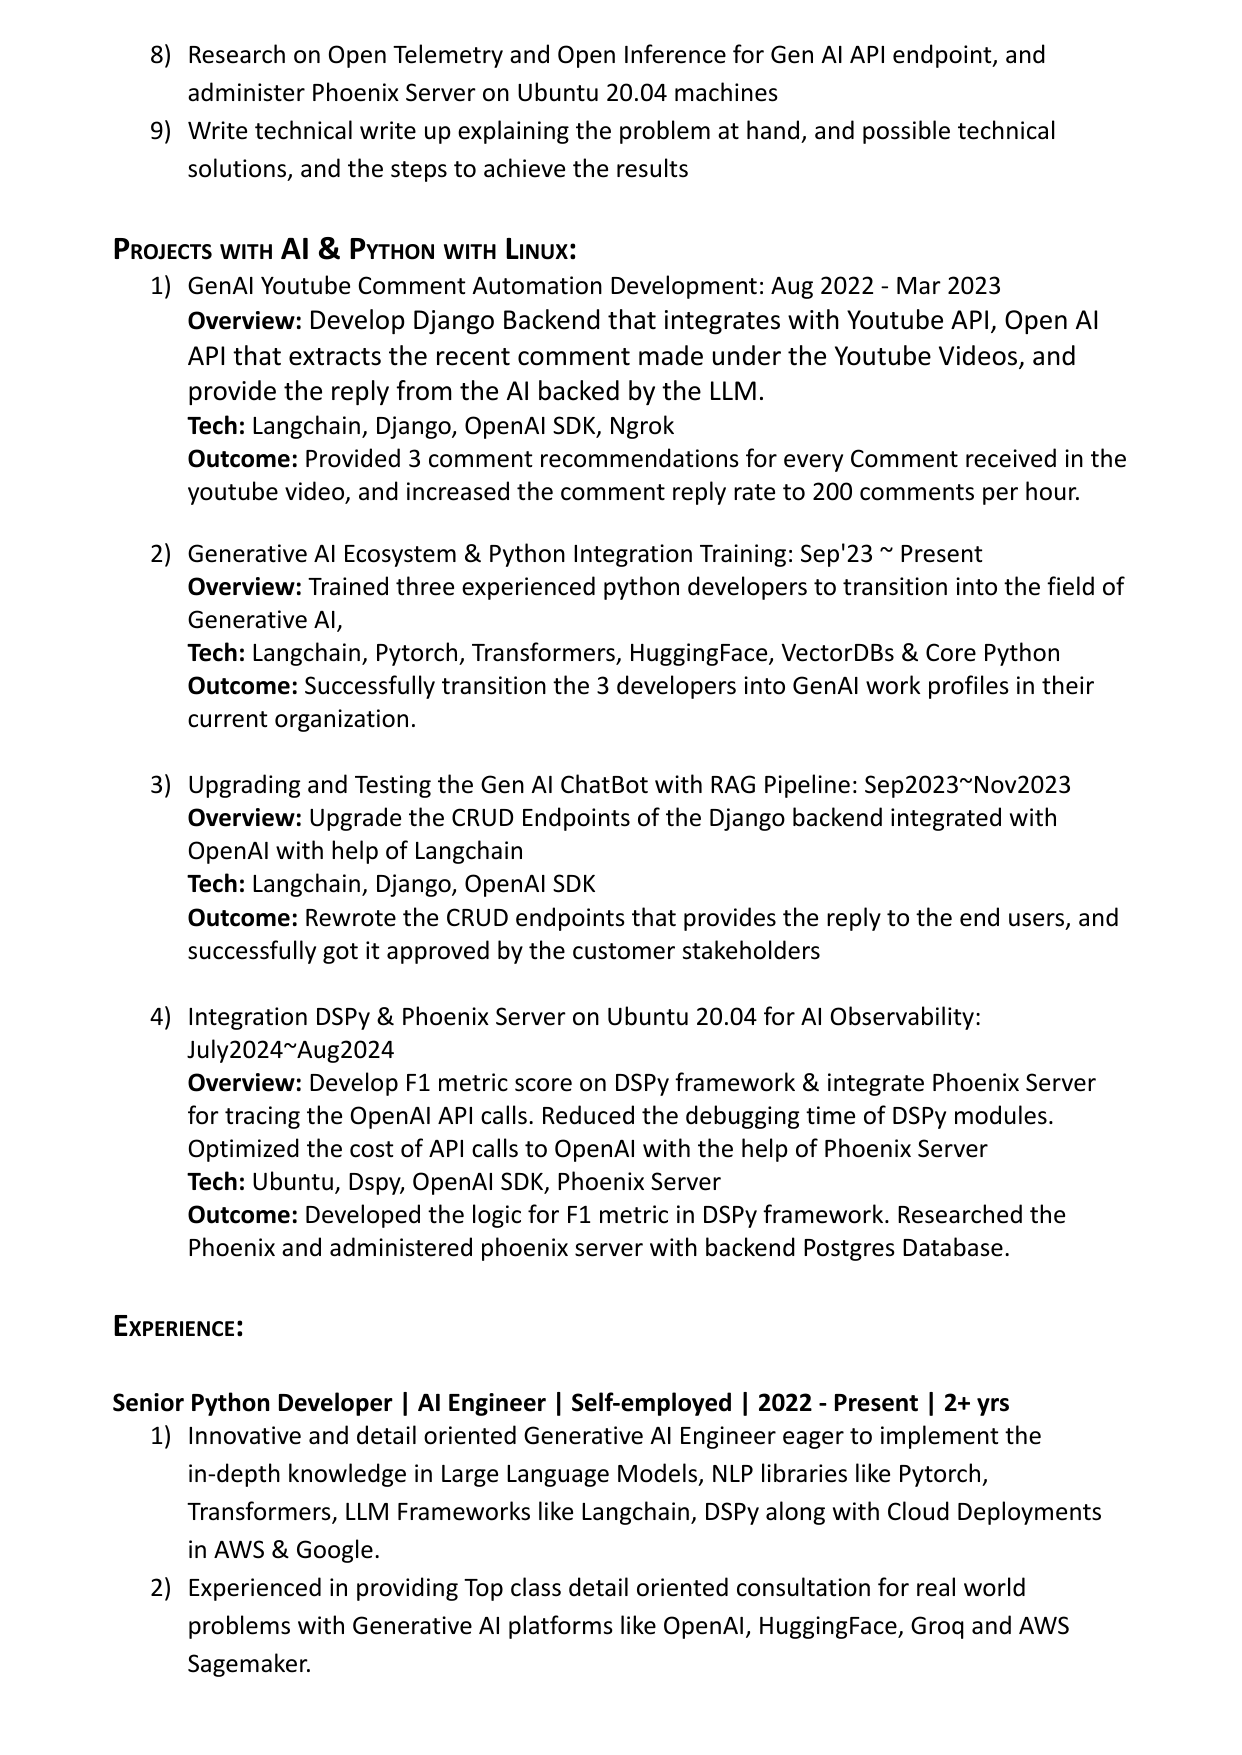 8) Research on Open Telemetry and Open Inference for Gen AI API endpoint, and
administer Phoenix Server on Ubuntu 20.04 machines
9) Write technical write up explaining the problem at hand, and possible technical
solutions, and the steps to achieve the results
Projects with AI & Python with Linux:
1) GenAI Youtube Comment Automation Development: Aug 2022 - Mar 2023
Overview: Develop Django Backend that integrates with Youtube API, Open AI
API that extracts the recent comment made under the Youtube Videos, and
provide the reply from the AI backed by the LLM.
Tech: Langchain, Django, OpenAI SDK, Ngrok
Outcome: Provided 3 comment recommendations for every Comment received in the
youtube video, and increased the comment reply rate to 200 comments per hour.
2) Generative AI Ecosystem & Python Integration Training: Sep'23 ~ Present
Overview: Trained three experienced python developers to transition into the field of
Generative AI,
Tech: Langchain, Pytorch, Transformers, HuggingFace, VectorDBs & Core Python
Outcome: Successfully transition the 3 developers into GenAI work profiles in their
current organization.
3) Upgrading and Testing the Gen AI ChatBot with RAG Pipeline: Sep2023~Nov2023
Overview: Upgrade the CRUD Endpoints of the Django backend integrated with
OpenAI with help of Langchain
Tech: Langchain, Django, OpenAI SDK
Outcome: Rewrote the CRUD endpoints that provides the reply to the end users, and
successfully got it approved by the customer stakeholders
4) Integration DSPy & Phoenix Server on Ubuntu 20.04 for AI Observability:
July2024~Aug2024
Overview: Develop F1 metric score on DSPy framework & integrate Phoenix Server
for tracing the OpenAI API calls. Reduced the debugging time of DSPy modules.
Optimized the cost of API calls to OpenAI with the help of Phoenix Server
Tech: Ubuntu, Dspy, OpenAI SDK, Phoenix Server
Outcome: Developed the logic for F1 metric in DSPy framework. Researched the
Phoenix and administered phoenix server with backend Postgres Database.
Experience:
Senior Python Developer | AI Engineer | Self-employed | 2022 - Present | 2+ yrs
1) Innovative and detail oriented Generative AI Engineer eager to implement the
in-depth knowledge in Large Language Models, NLP libraries like Pytorch,
Transformers, LLM Frameworks like Langchain, DSPy along with Cloud Deployments
in AWS & Google.
2) Experienced in providing Top class detail oriented consultation for real world
problems with Generative AI platforms like OpenAI, HuggingFace, Groq and AWS
Sagemaker.